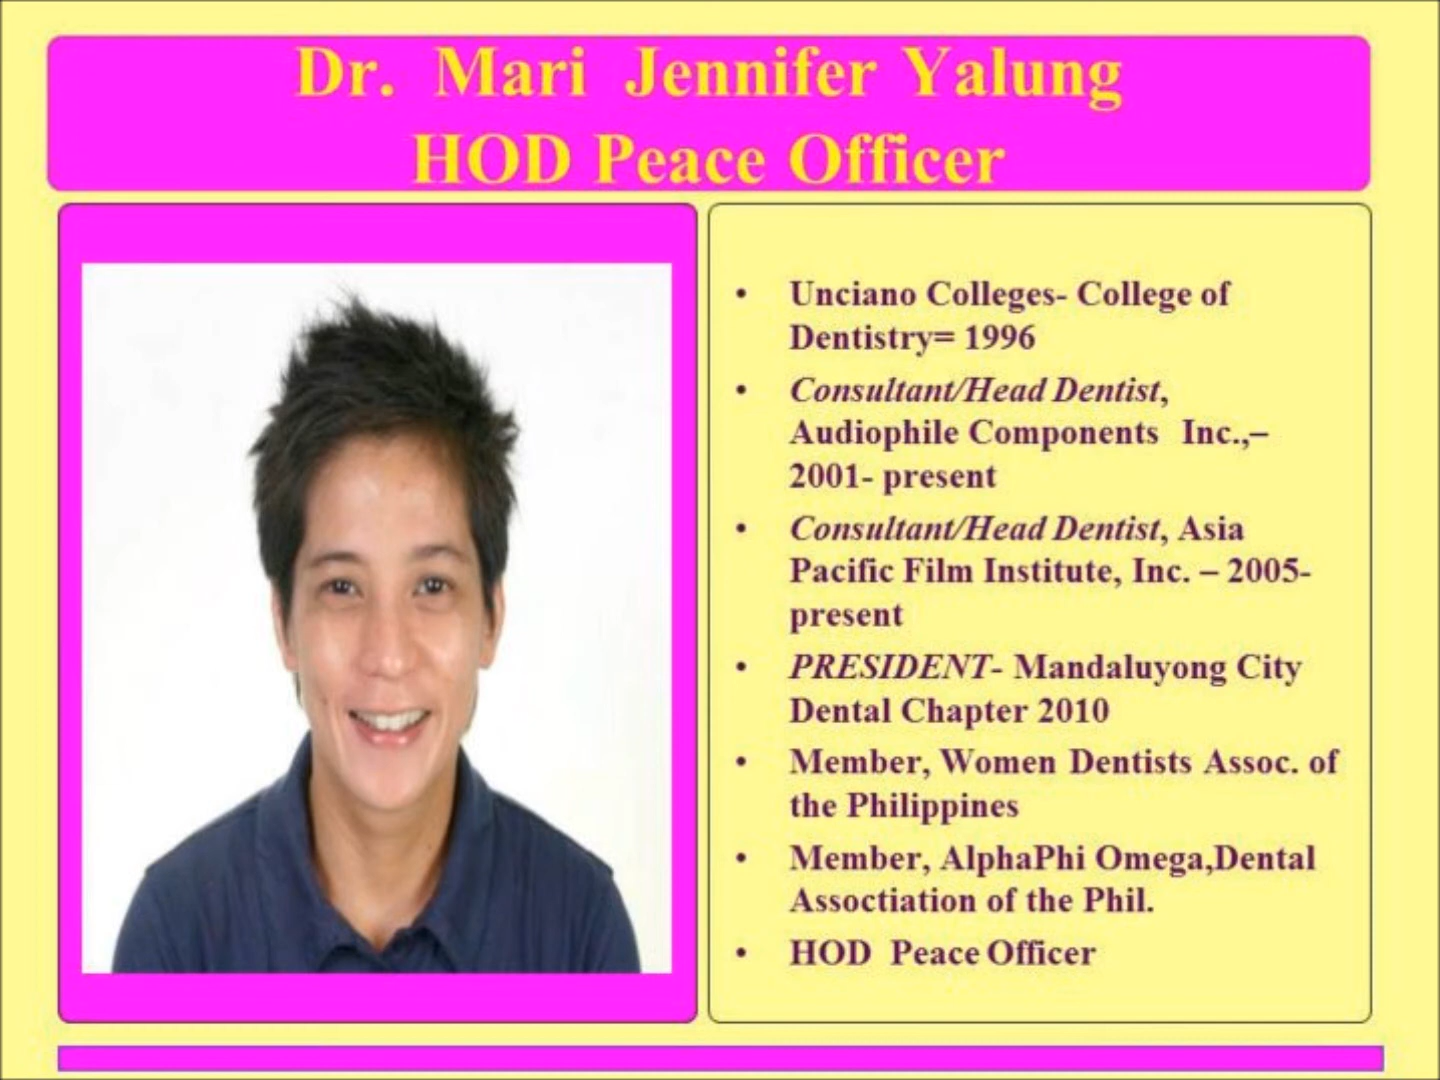 Dr. Mari Jennifer Yalung
HOD Peace Officer
• Unciano Colleges- College of
Dentistry= 1996
• Consultant/Head Dentist,
Audiophile Components Inc.,–
2001- present
• Consultant/Head Dentist, Asia
Pacific Film Institute, Inc. – 2005-
present
• PRESIDENT- Mandaluyong City
Dental Chapter 2010
• Member, Women Dentists Assoc. of
the Philippines
• Member, AlphaPhi Omega,Dental
Assoctiation of the Phil.
• HOD Peace Officer